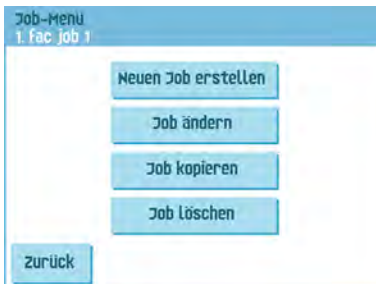 Job-Menü
1. Fac job 1
Neuen Job erstellen
Job ändern
Job kopieren
Job löschen
Zurück